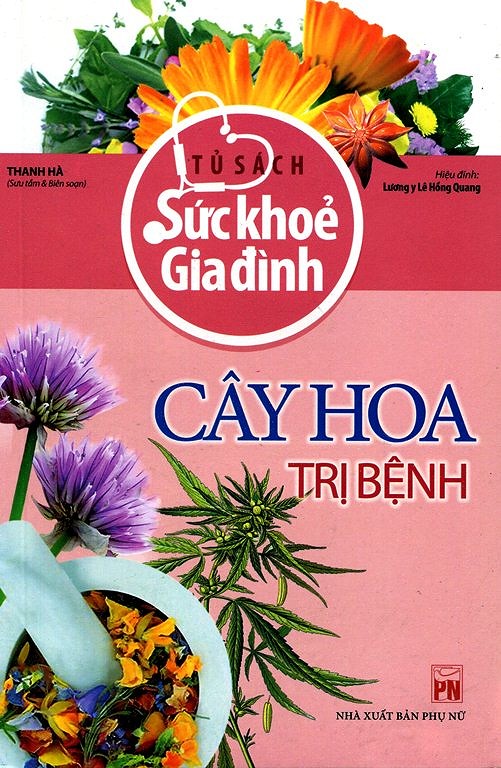 THANH HÀ
(Sưu tầm & Biên soạn)
Hiệu đính:
Lương y Lê Hồng Quang
TỦ SÁCH
Sức khoẻ
Gia đình
CÂY HOA
TRỊ BỆNH
PN
NHÀ XUẤT BẢN PHỤ NỮ